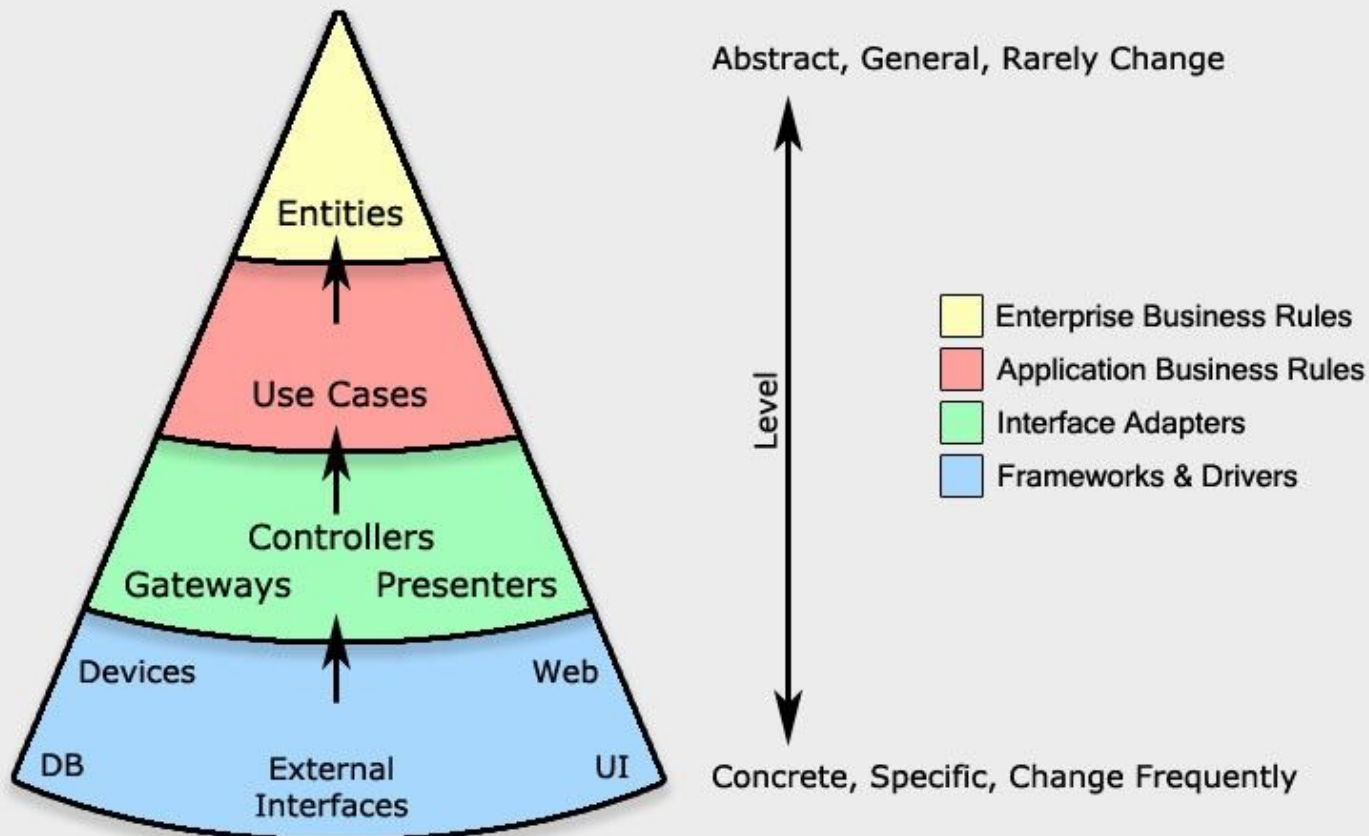 Abstract, General, Rarely Change
Entities
Use Cases
Controllers
Gateways Presenters
Devices Web
DB External UI
Interfaces
Level
Enterprise Business Rules
Application Business Rules
Interface Adapters
Frameworks & Drivers
Concrete, Specific, Change Frequently